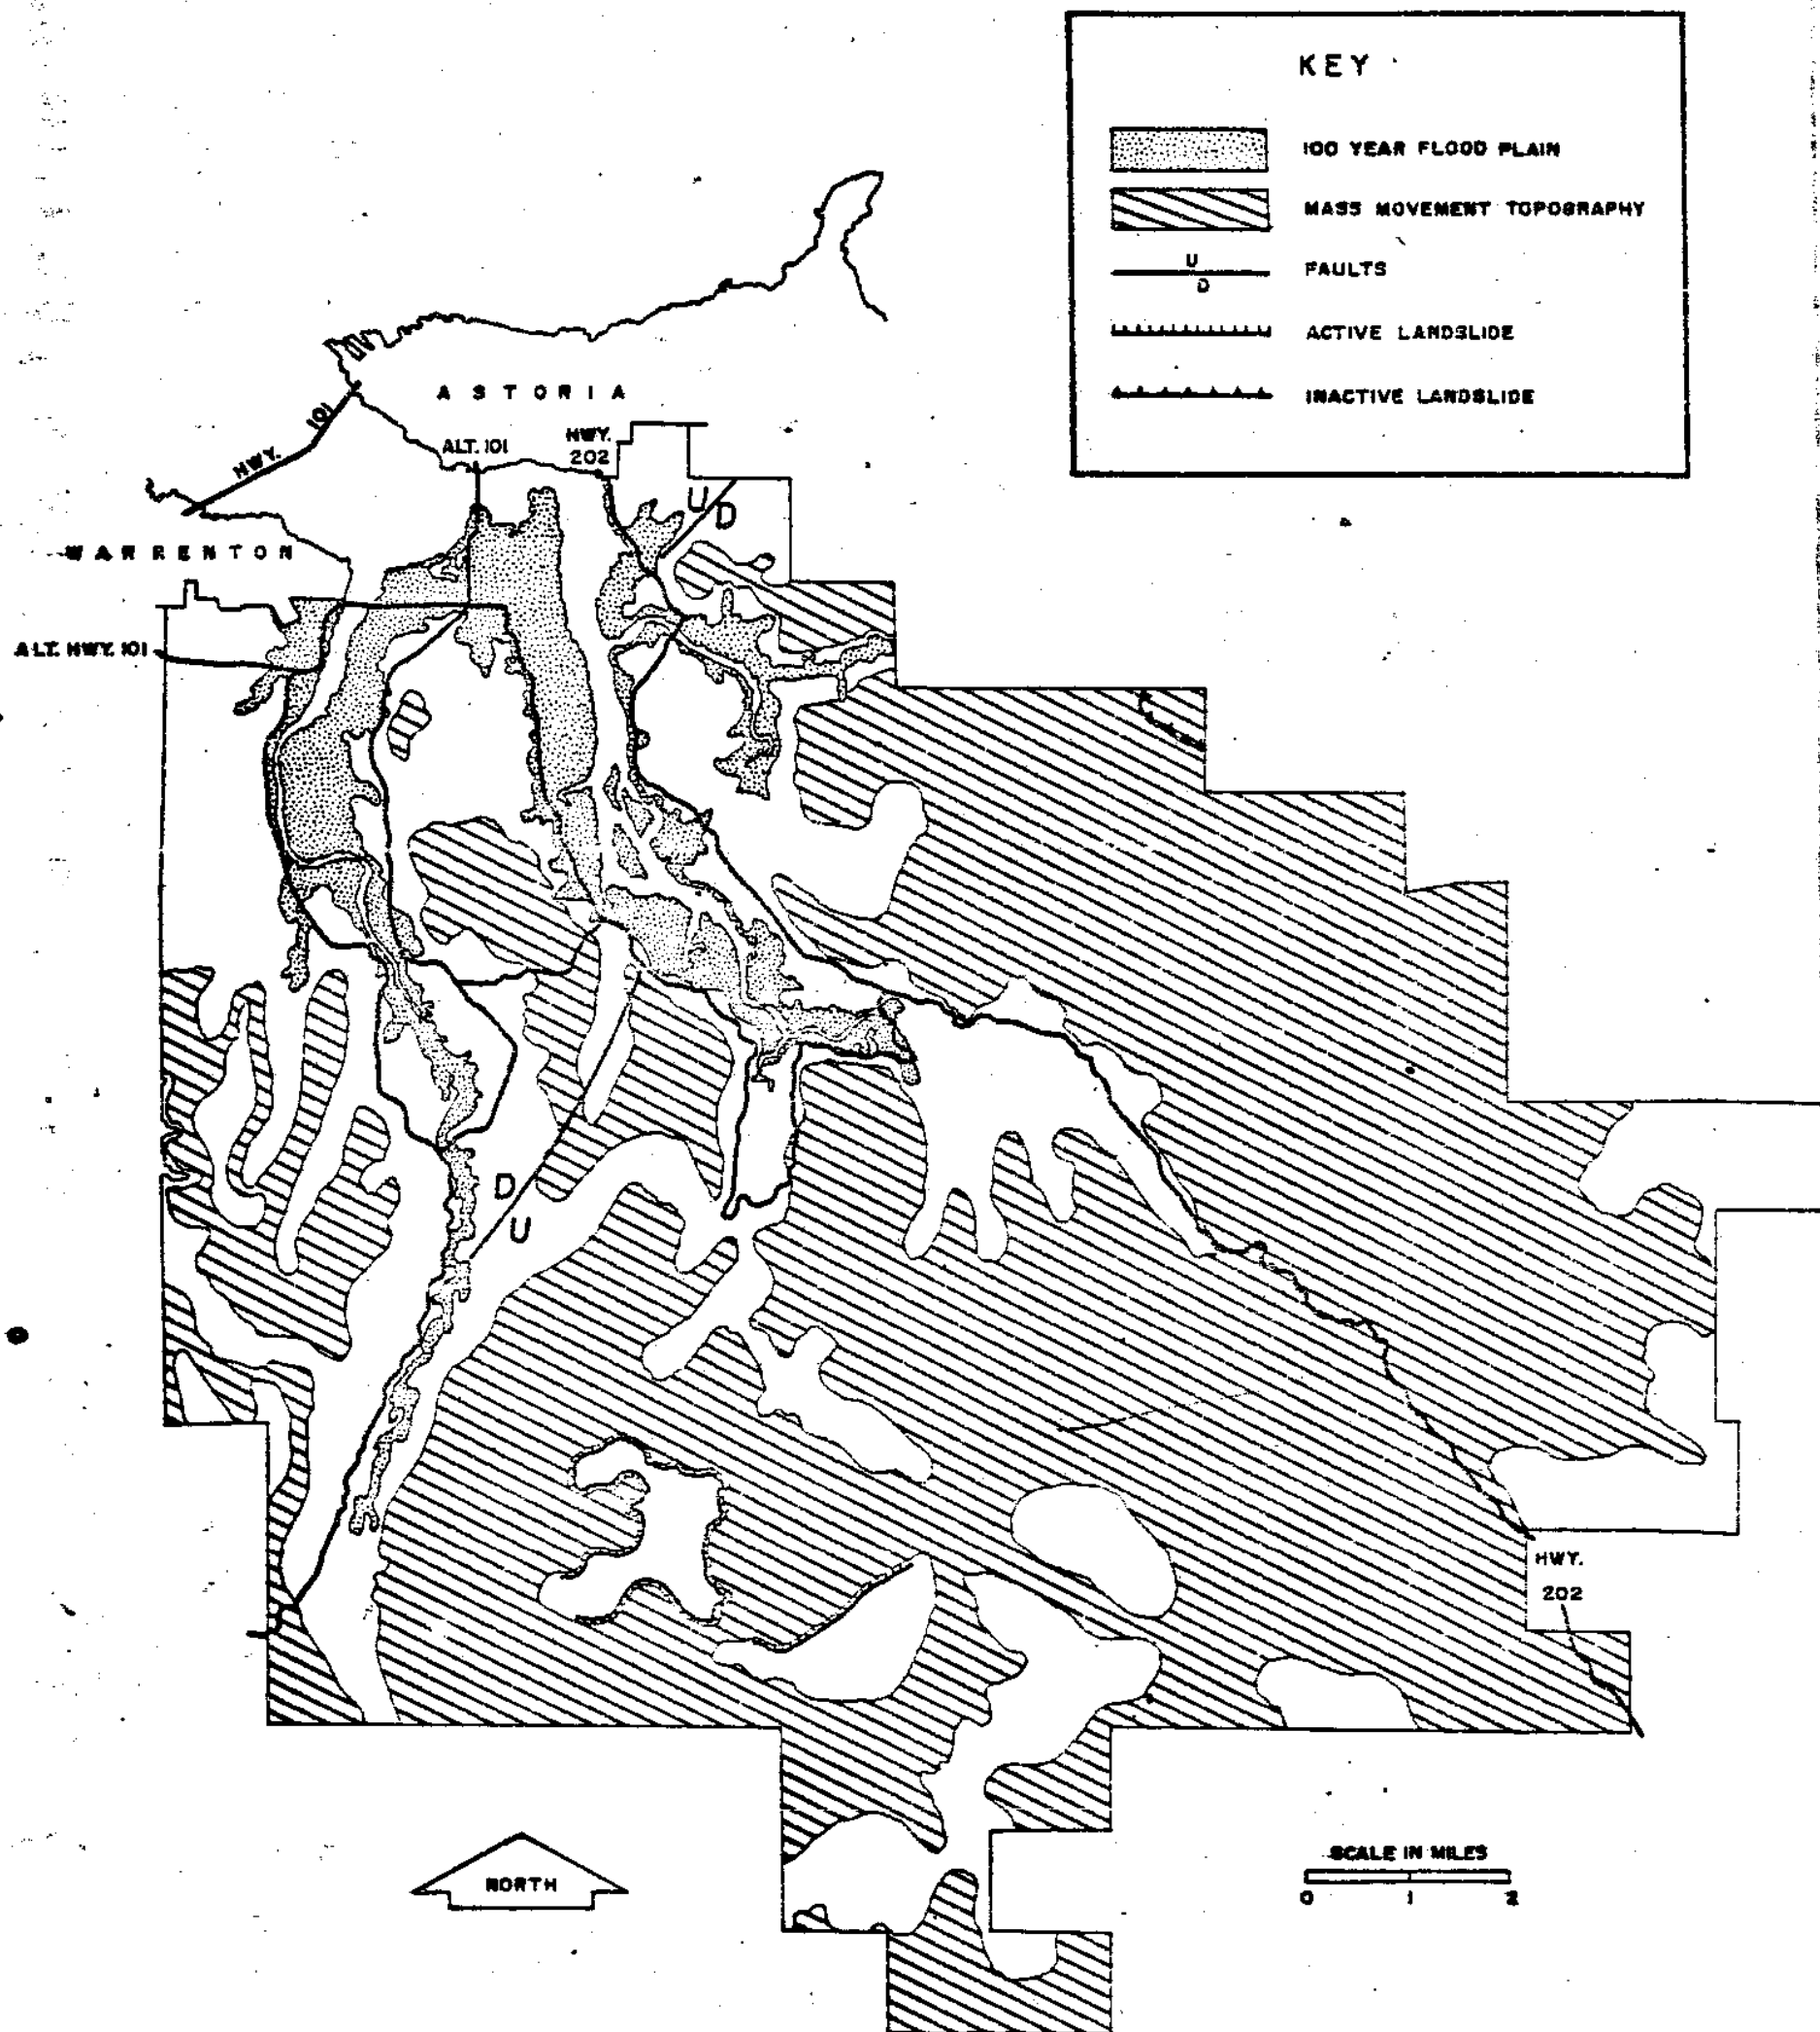 KEY
100 YEAR FLOOD PLAIN
MASS MOVEMENT TOPOGRAPHY
U
D
FAULTS
ACTIVE LANDSLIDE
INACTIVE LANDSLIDE
ASTORIA
HWY. 101
ALT. 101
HWY.
202
U
D
WARRENTON
ALT. HWY. 101
D
U
HWY.
202
NORTH
SCALE IN MILES
0 1 2